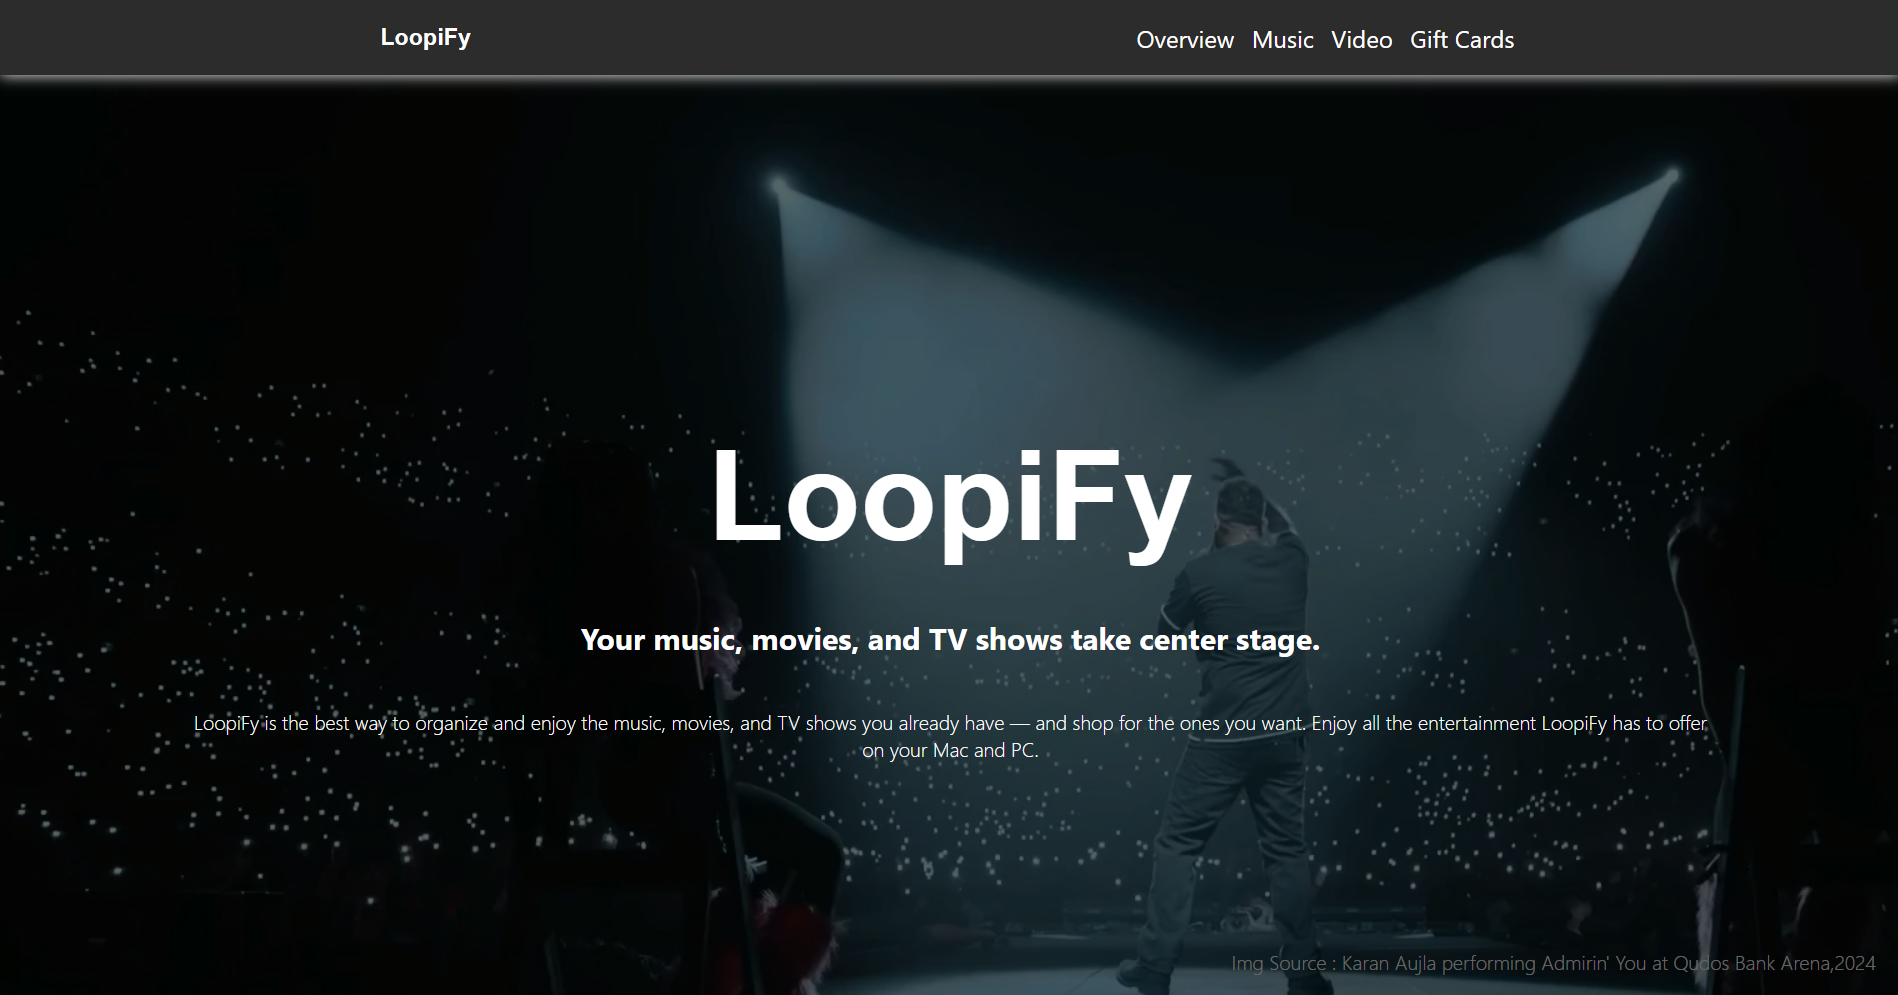 LoopiFy
Overview Music Video Gift Cards
LoopiFy
Your music, movies, and TV shows take center stage.
LoopiFy is the best way to organize and enjoy the music, movies, and TV shows you already have — and shop for the ones you want. Enjoy all the entertainment LoopiFy has to offer
on your Mac and PC.
Img Source : Karan Aujla performing Admirin' You at Qudos Bank Arena,2024